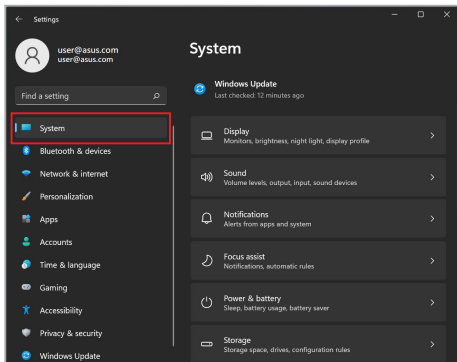 Settings
user@asus.com
user@asus.com
Find a setting
System
Bluetooth & devices
Network & internet
Personalization
Apps
Accounts
Time & language
Gaming
Accessibility
Privacy & security
Windows Update
System
Windows Update
Last checked: 12 minutes ago
Display
Monitors, brightness, night light, display profile
Sound
Volume levels, output, input, sound devices
Notifications
Alerts from apps and system
Focus assist
Notifications, automatic rules
Power & battery
Sleep, battery usage, battery saver
Storage
Storage space, drives, configuration rules